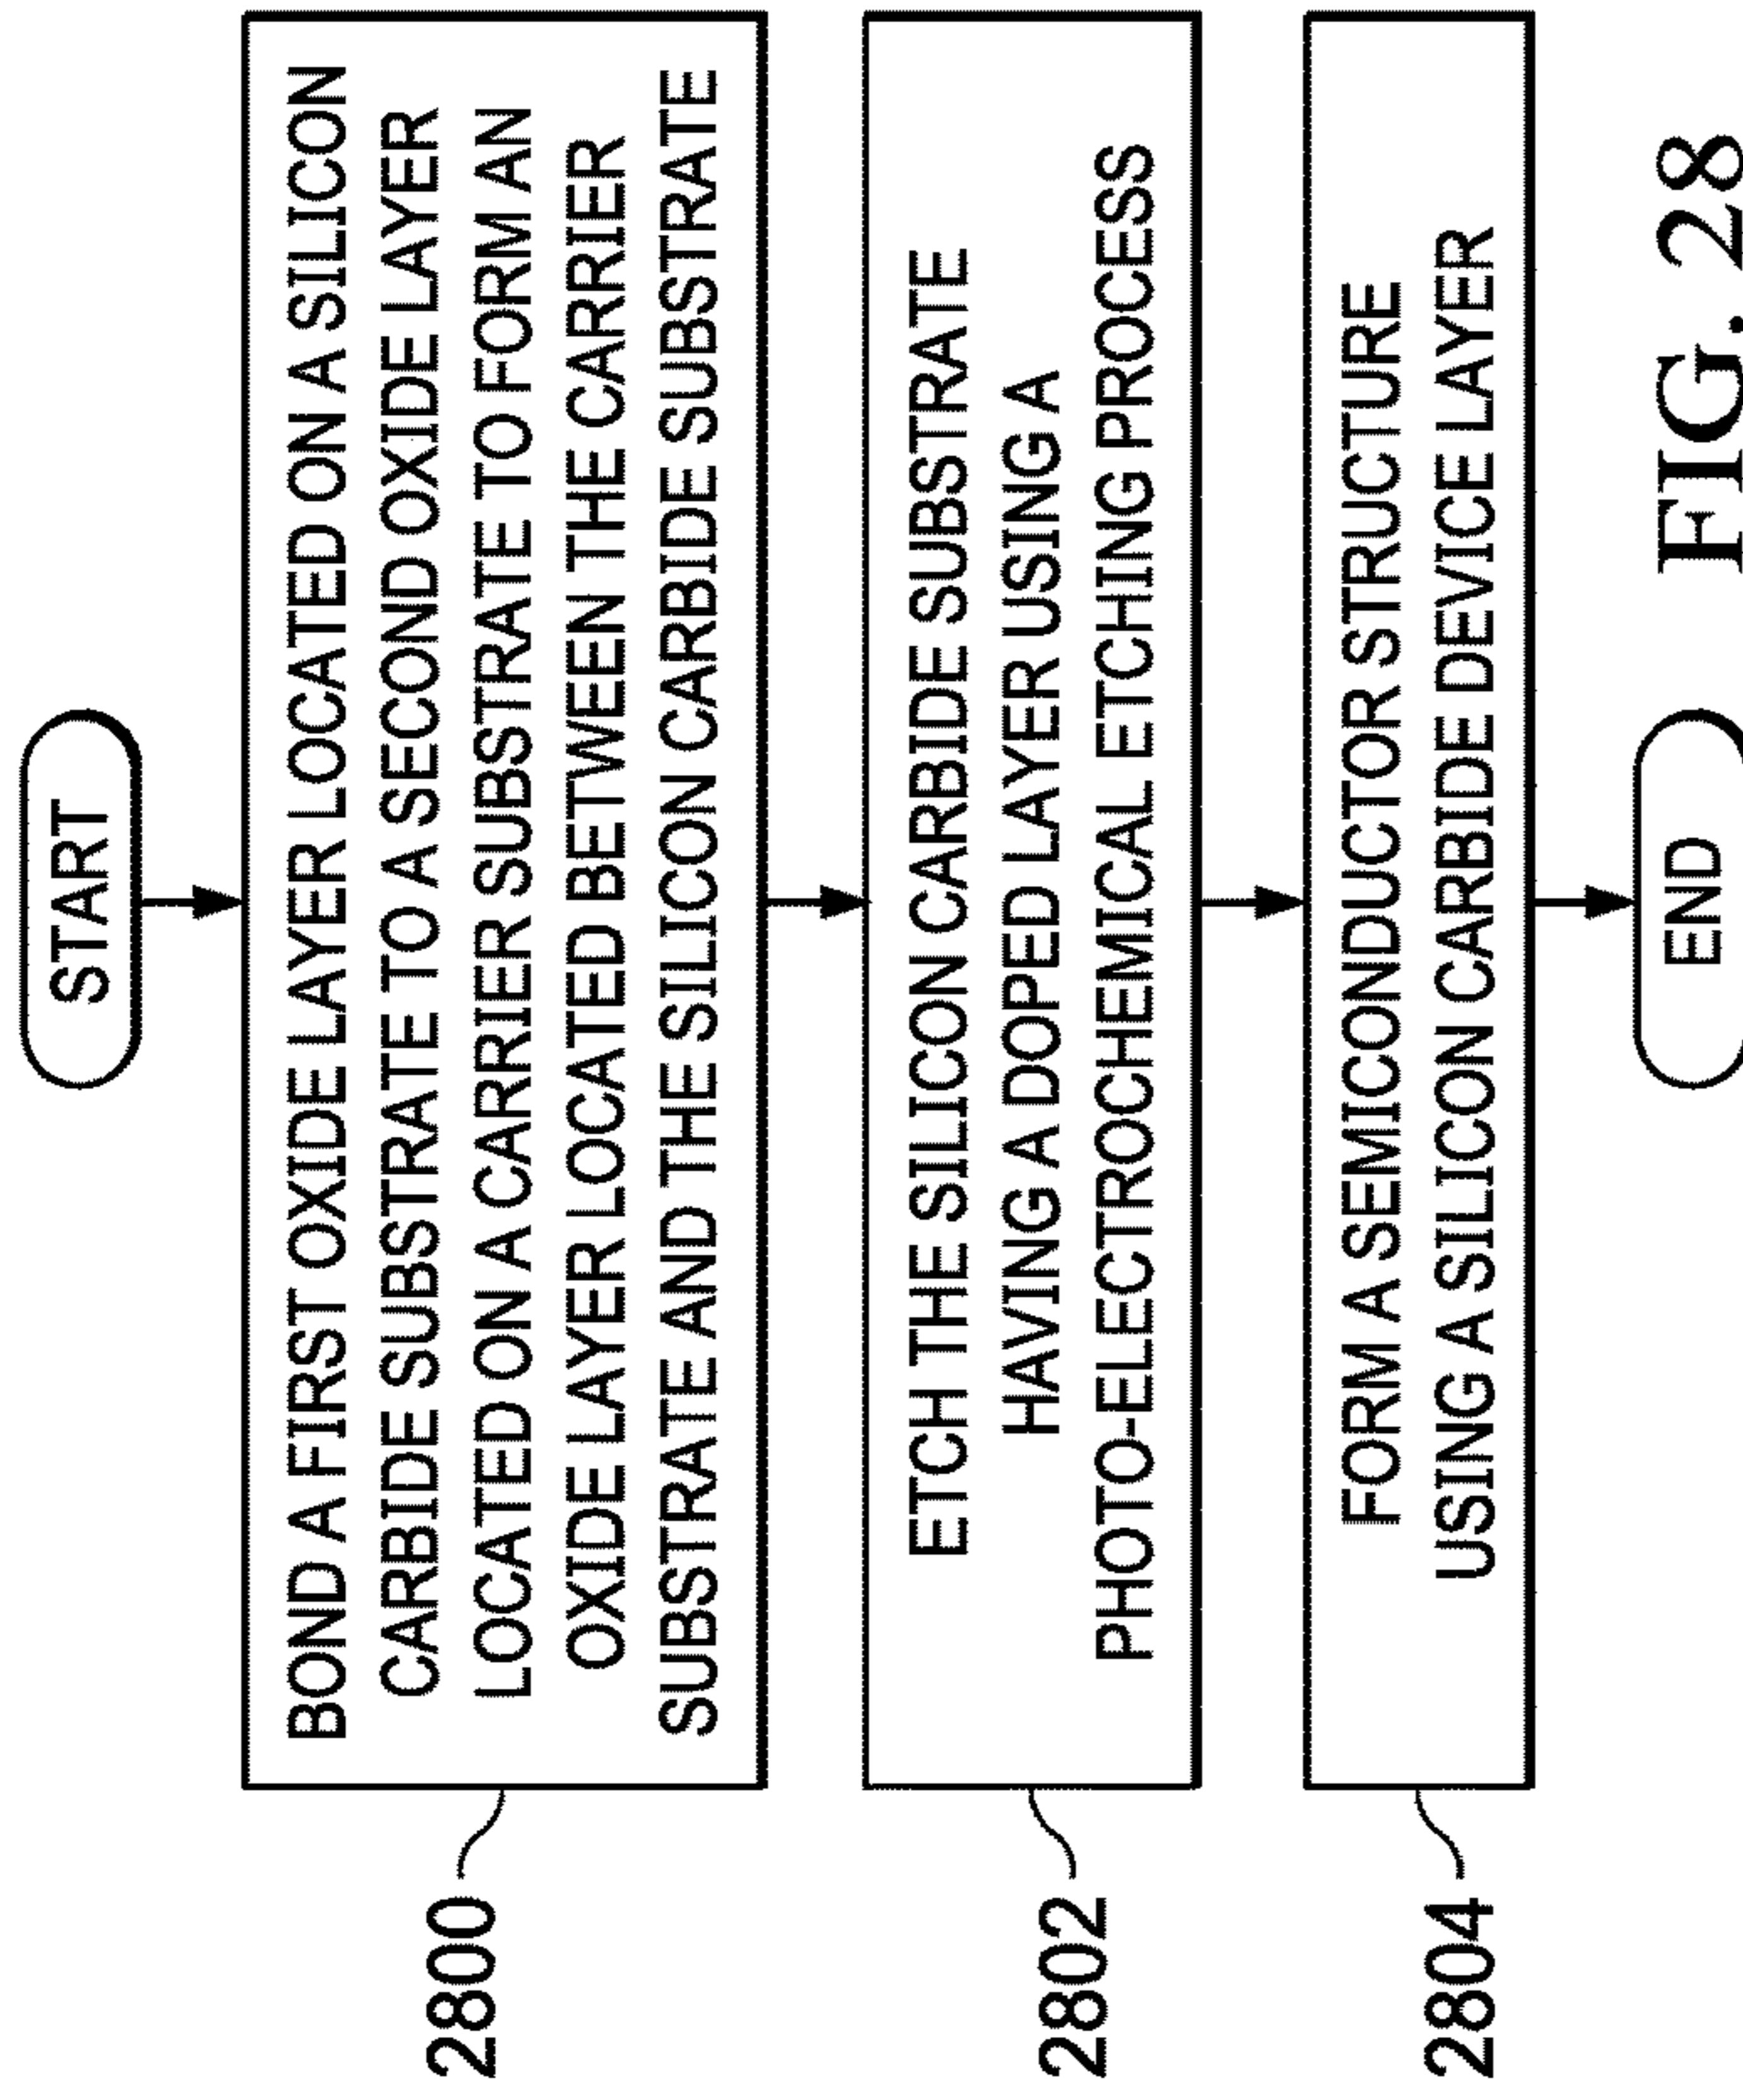 START
BOND A FIRST OXIDE LAYER LOCATED ON A SILICON
CARBIDE SUBSTRATE TO A SECOND OXIDE LAYER
LOCATED ON A CARRIER SUBSTRATE TO FORM AN
OXIDE LAYER LOCATED BETWEEN THE CARRIER
SUBSTRATE AND THE SILICON CARBIDE SUBSTRATE
2800
ETCH THE SILICON CARBIDE SUBSTRATE
HAVING A DOPED LAYER USING A
PHOTO-ELECTROCHEMICAL ETCHING PROCESS
2802
FORM A SEMICONDUCTOR STRUCTURE
USING A SILICON CARBIDE DEVICE LAYER
2804
END
FIG. 28